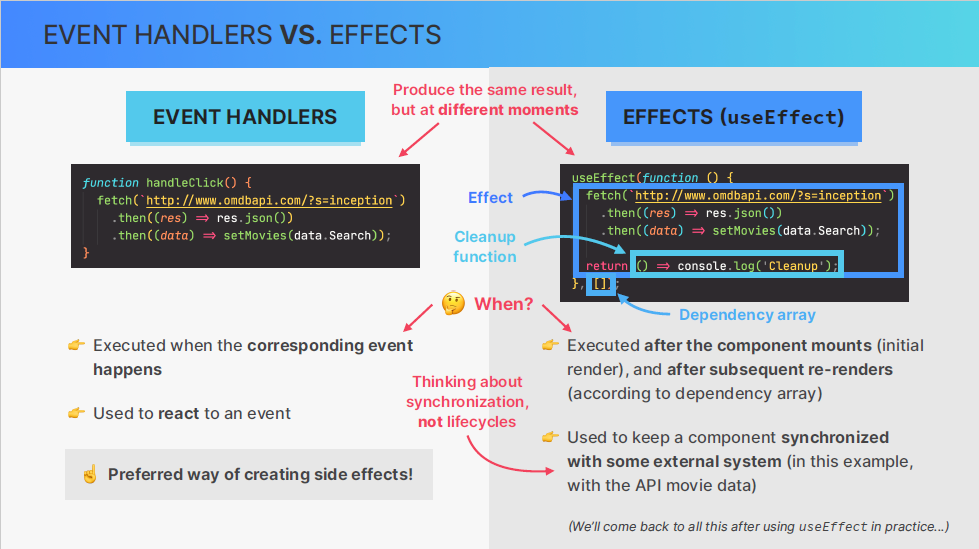 EVENT HANDLERS VS. EFFECTS
Produce the same result,
but at different moments
EVENT HANDLERS
function handleClick() {
fetch(`http://www.omdbapi.com/?s=inception`)
.then((res) => res.json())
.then((data) => setMovies(data.Search));
}
EFFECTS (useEffect)
useEffect(function () {
fetch(`http://www.omdbapi.com/?s=inception`)
.then((res) => res.json())
.then((data) => setMovies(data.Search));
return () => console.log('Cleanup');
}, []);
Effect
Cleanup
function
Dependency array
🤔 When?
👉 Executed when the corresponding event
happens
👉 Used to react to an event
☝️ Preferred way of creating side effects!
Thinking about
synchronization,
not lifecycles
👉 Executed after the component mounts (initial
render), and after subsequent re-renders
(according to dependency array)
👉 Used to keep a component synchronized
with some external system (in this example,
with the API movie data)
(We'll come back to all this after using useEffect in practice...)